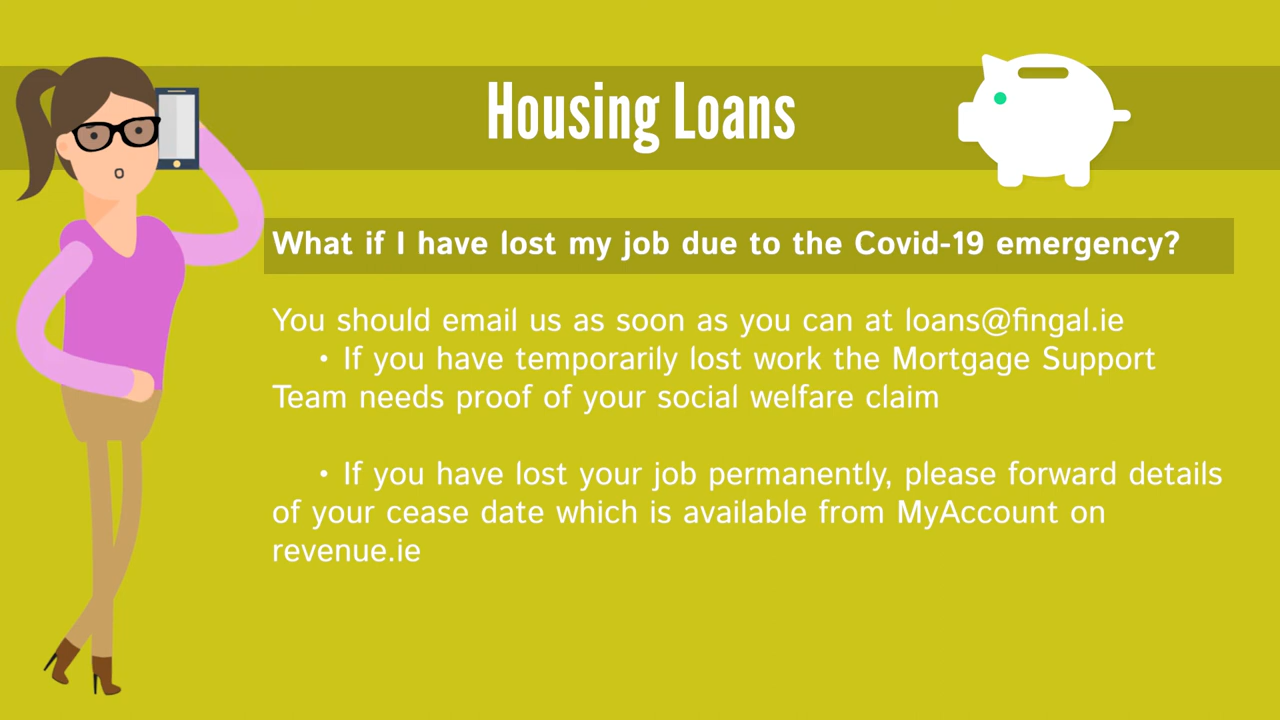 Housing Loans
What if I have lost my job due to the Covid-19 emergency?
You should email us as soon as you can at loans@fingal.ie
• If you have temporarily lost work the Mortgage Support
Team needs proof of your social welfare claim
• If you have lost your job permanently, please forward details
of your cease date which is available from MyAccount on
revenue.ie